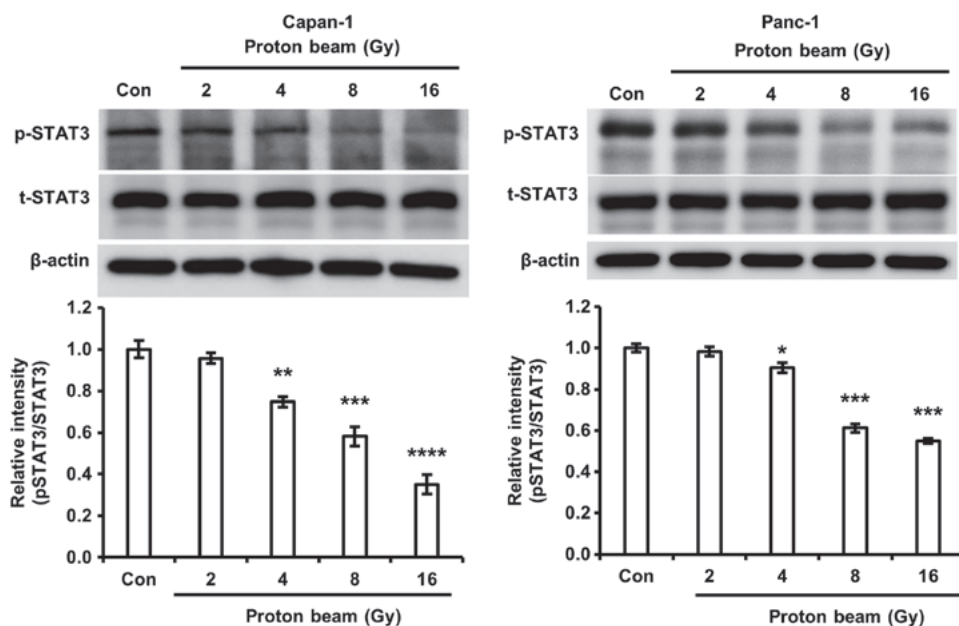 Capan-1
Proton beam (Gy)
Con 2 4 8 16
p-STAT3
t-STAT3
β-actin
1.2
1.0
0.8
0.6
0.4
0.2
0.0
Relative intensity
(pSTAT3/STAT3)
**
***
****
Con 2 4 8 16
Proton beam (Gy)
Panc-1
Proton beam (Gy)
Con 2 4 8 16
p-STAT3
t-STAT3
β-actin
1.2
1.0
0.8
0.6
0.4
0.2
0.0
Relative intensity
(pSTAT3/STAT3)
*
***
***
Con 2 4 8 16
Proton beam (Gy)